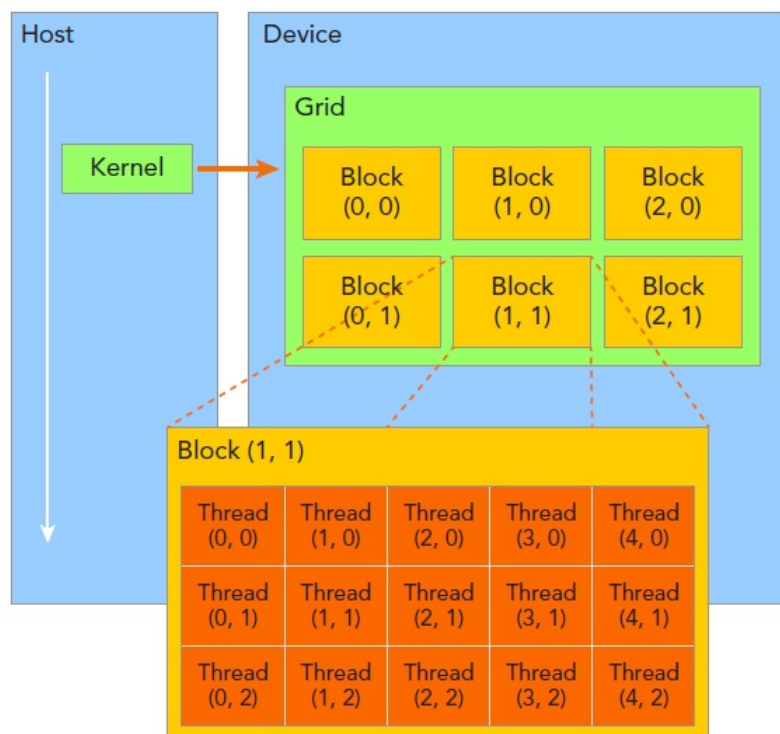 Host
Device
Grid
Kernel
Block
(0, 0)
Block
(1, 0)
Block
(2, 0)
Block
(0, 1)
Block
(1, 1)
Block
(2, 1)
Block (1, 1)
Thread
(0, 0)
Thread
(1, 0)
Thread
(2, 0)
Thread
(3, 0)
Thread
(4, 0)
Thread
(0, 1)
Thread
(1, 1)
Thread
(2, 1)
Thread
(3, 1)
Thread
(4, 1)
Thread
(0, 2)
Thread
(1, 2)
Thread
(2, 2)
Thread
(3, 2)
Thread
(4, 2)